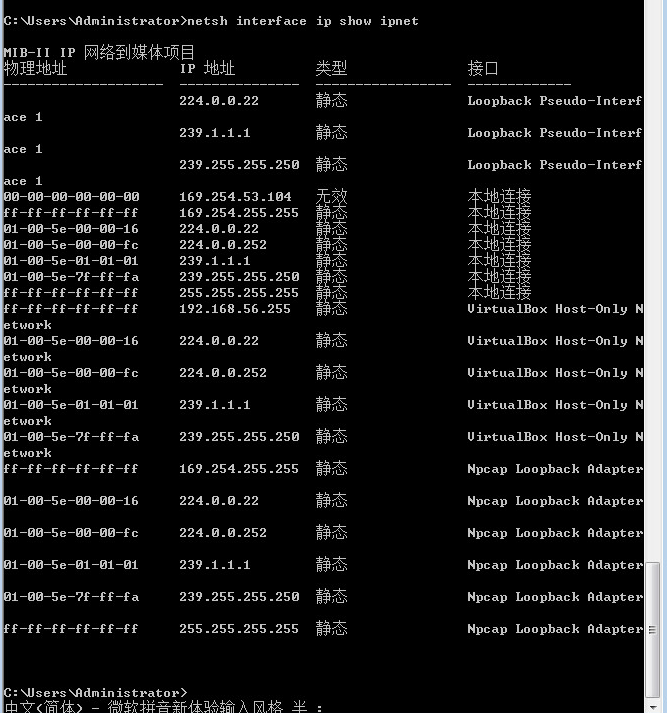 C:\Users\Administrator>netsh interface ip show ipnet
MIB-II IP 网络到媒体项目
物理地址 IP 地址 类型 接口
-------------------- --------------- ----------------- -------------
224.0.0.22 静态 Loopback Pseudo-Interf
ace 1
239.1.1.1 静态 Loopback Pseudo-Interf
ace 1
239.255.255.250 静态 Loopback Pseudo-Interf
ace 1
00-00-00-00-00-00 169.254.53.104 无效 本地连接
ff-ff-ff-ff-ff-ff 169.254.255.255 静态 本地连接
01-00-5e-00-00-16 224.0.0.22 静态 本地连接
01-00-5e-00-00-fc 224.0.0.252 静态 本地连接
01-00-5e-01-01-01 239.1.1.1 静态 本地连接
01-00-5e-7f-ff-fa 239.255.255.250 静态 本地连接
ff-ff-ff-ff-ff-ff 255.255.255.255 静态 本地连接
ff-ff-ff-ff-ff-ff 192.168.56.255 静态 VirtualBox Host-Only N
etwork
01-00-5e-00-00-16 224.0.0.22 静态 VirtualBox Host-Only N
etwork
01-00-5e-00-00-fc 224.0.0.252 静态 VirtualBox Host-Only N
etwork
01-00-5e-01-01-01 239.1.1.1 静态 VirtualBox Host-Only N
etwork
01-00-5e-7f-ff-fa 239.255.255.250 静态 VirtualBox Host-Only N
etwork
ff-ff-ff-ff-ff-ff 169.254.255.255 静态 Npcap Loopback Adapter
01-00-5e-00-00-16 224.0.0.22 静态 Npcap Loopback Adapter
01-00-5e-00-00-fc 224.0.0.252 静态 Npcap Loopback Adapter
01-00-5e-01-01-01 239.1.1.1 静态 Npcap Loopback Adapter
01-00-5e-7f-ff-fa 239.255.255.250 静态 Npcap Loopback Adapter
ff-ff-ff-ff-ff-ff 255.255.255.255 静态 Npcap Loopback Adapter
C:\Users\Administrator>
中文(简体) - 微软拼音新体验输入风格 半 :